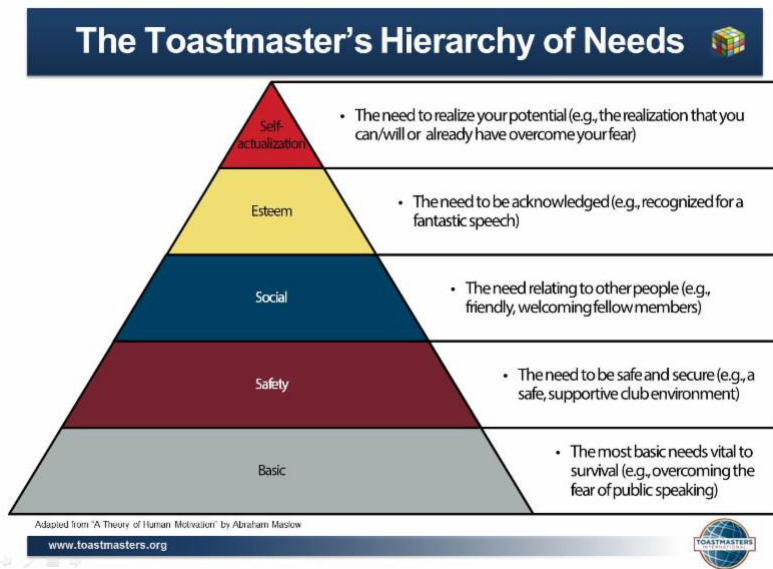 The Toastmaster's Hierarchy of Needs
Self-
actualization
• The need to realize your potential (e.g., the realization that you
can/will or already have overcome your fear)
Esteem
• The need to be acknowledged (e.g., recognized for a
fantastic speech)
Social
• The need relating to other people (e.g.,
friendly, welcoming fellow members)
Safety
• The need to be safe and secure (e.g., a
safe, supportive club environment)
Basic
• The most basic needs vital to
survival (e.g., overcoming the
fear of public speaking)
Adapted from "A Theory of Human Motivation" by Abraham Maslow
www.toastmasters.org
TOASTMASTERS
INTERNATIONAL